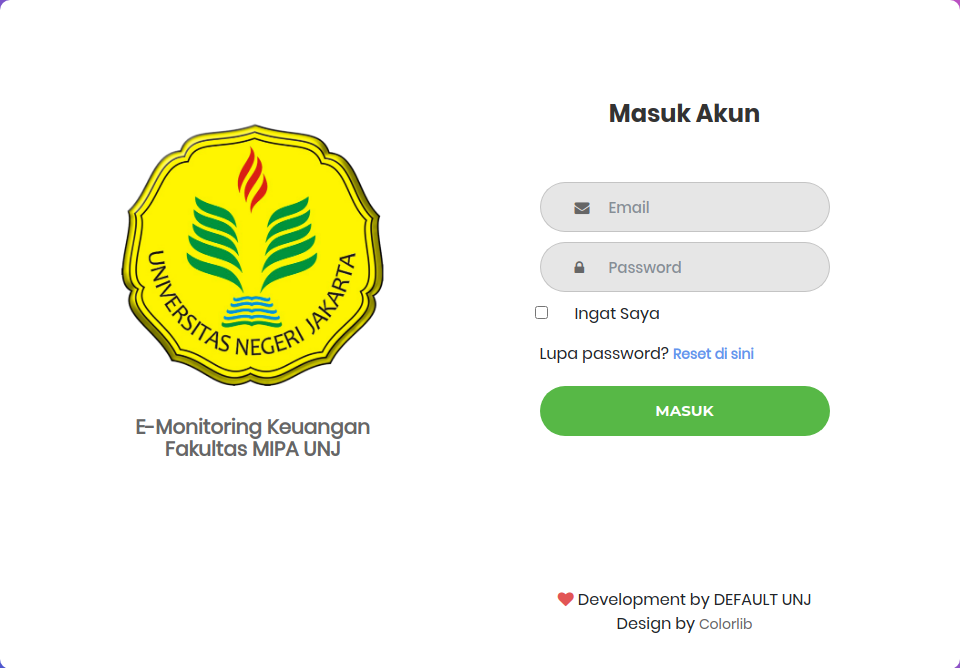 UNIVERSITAS NEGERI JAKARTA
E-Monitoring Keuangan
Fakultas MIPA UNJ
Masuk Akun
Email
Password
Ingat Saya
Lupa password? Reset di sini
MASUK
Development by DEFAULT UNJ
Design by Colorlib